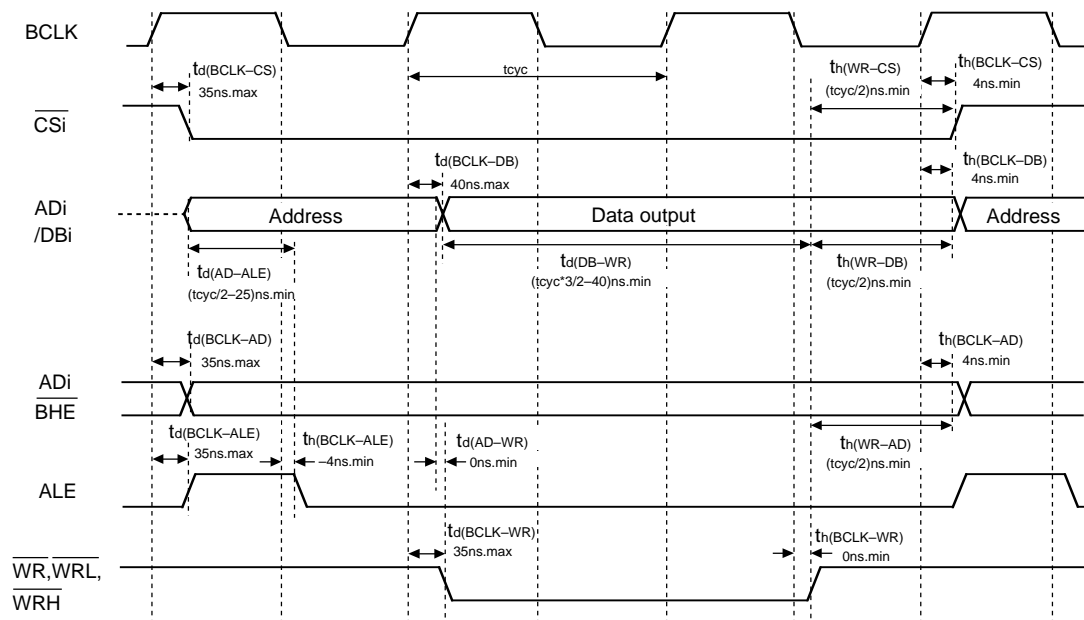 BCLK
td(BCLK–CS)
35ns.max
tcyc
th(WR–CS)
(tcyc/2)ns.min
th(BCLK–CS)
4ns.min
CSi
td(BCLK–DB)
40ns.max
th(BCLK–DB)
4ns.min
ADi
/DBi
Address
Data output
Address
td(AD–ALE)
(tcyc/2–25)ns.min
td(DB–WR)
(tcyc*3/2–40)ns.min
th(WR–DB)
(tcyc/2)ns.min
td(BCLK–AD)
35ns.max
th(BCLK–AD)
4ns.min
ADi
BHE
td(BCLK–ALE)
35ns.max
th(BCLK–ALE)
–4ns.min
td(AD–WR)
0ns.min
th(WR–AD)
(tcyc/2)ns.min
ALE
td(BCLK–WR)
35ns.max
th(BCLK–WR)
0ns.min
WR,WRL,
WRH